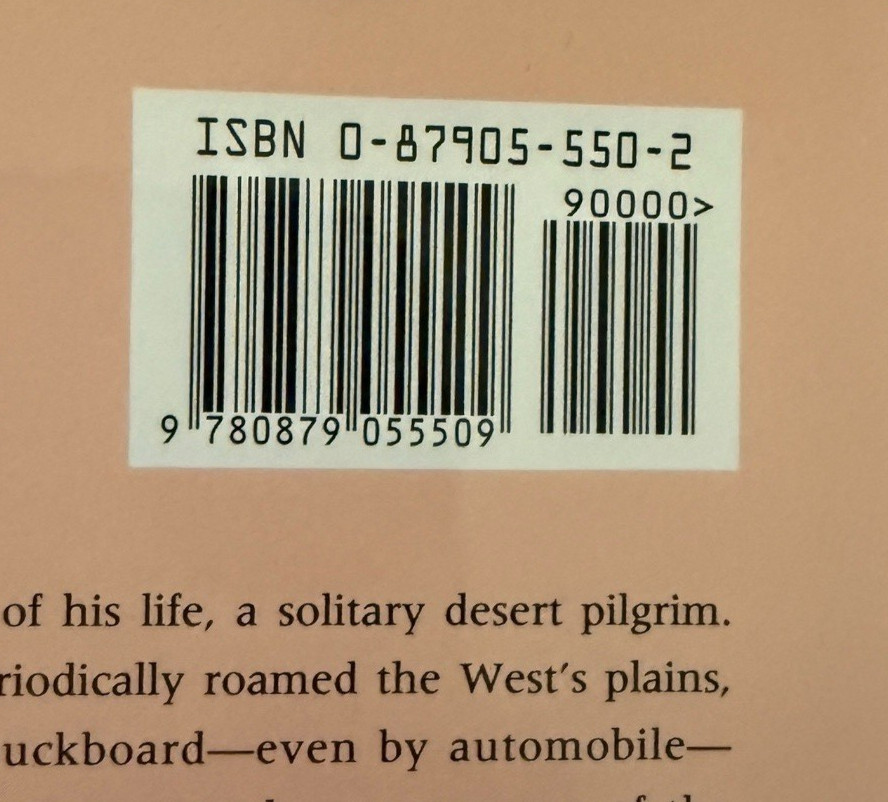 ISBN 0-87905-550-2
90000>
9 780879 055509
of his life, a solitary desert pilgrim.
riodically roamed the West's plains,
uckboard—even by automobile—